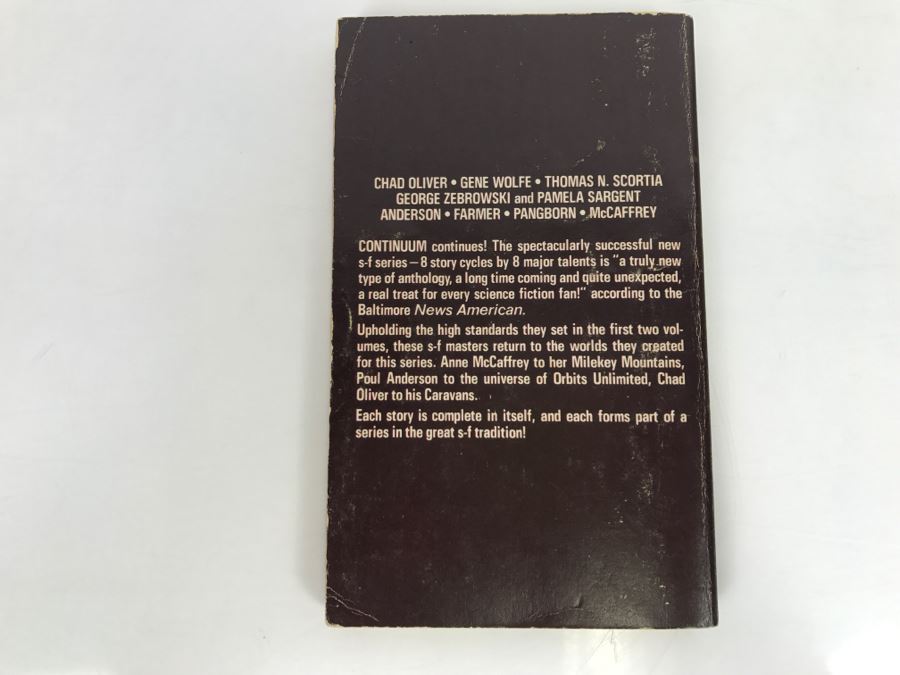 CHAD OLIVER • GENE WOLFE • THOMAS N. SCORTIA
GEORGE ZEBROWSKI and PAMELA SARGENT
ANDERSON • FARMER • PANGBORN • McCAFFREY
CONTINUUM continues! The spectacularly successful new
s-f series—8 story cycles by 8 major talents is "a truly new
type of anthology, a long time coming and quite unexpected,
a real treat for every science fiction fan!" according to the
Baltimore News American.
Upholding the high standards they set in the first two vol-
umes, these s-f masters return to the worlds they created
for this series. Anne McCaffrey to her Milekey Mountains,
Poul Anderson to the universe of Orbits Unlimited, Chad
Oliver to his Caravans.
Each story is complete in itself, and each forms part of a
series in the great s-f tradition!